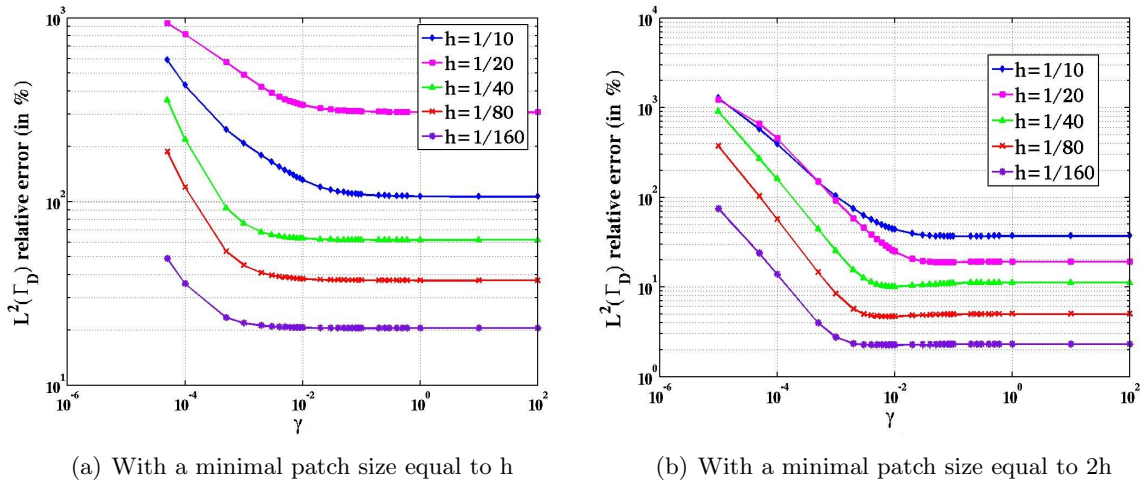 10^3
10^2
10^1
L^2(Γ_D) relative error (in %)
h=1/10
h=1/20
h=1/40
h=1/80
h=1/160
10^-6
10^-4
10^-2
10^0
10^2
γ
(a) With a minimal patch size equal to h
10^4
10^3
10^2
10^1
10^0
L^2(Γ_D) relative error (in %)
h=1/10
h=1/20
h=1/40
h=1/80
h=1/160
10^-6
10^-4
10^-2
10^0
10^2
γ
(b) With a minimal patch size equal to 2h